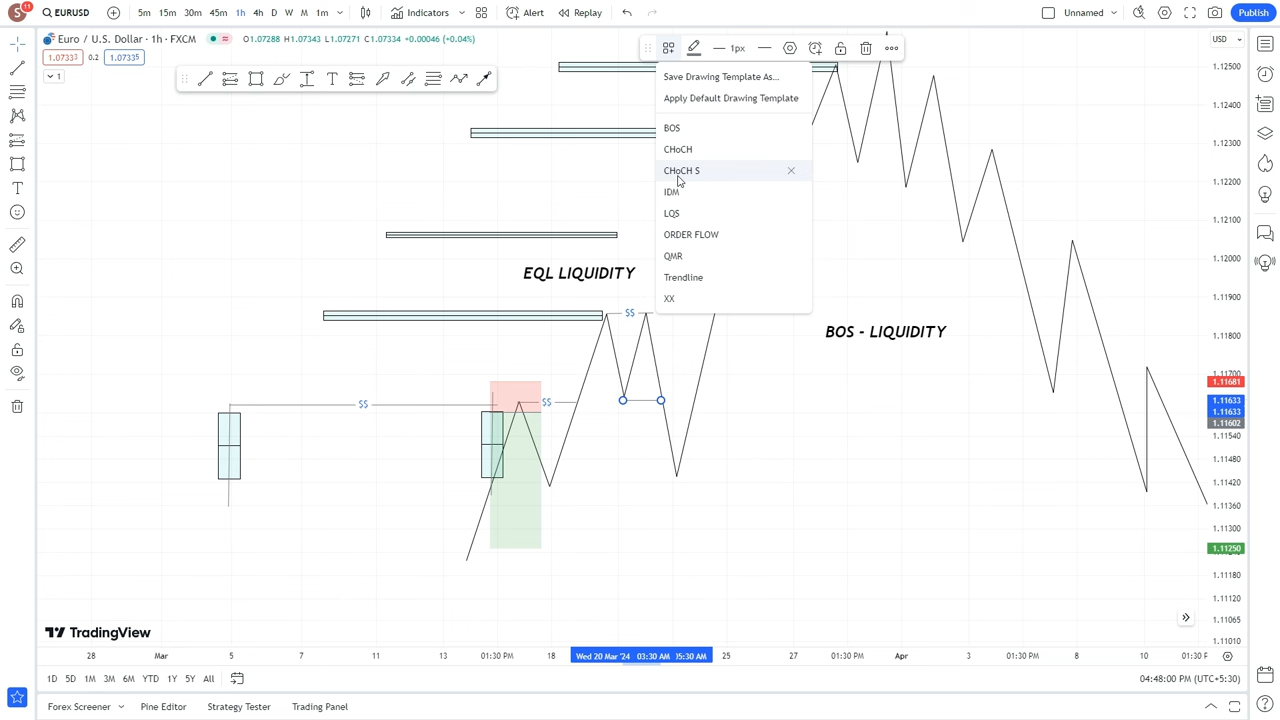 S 11 EURUSD 5m 15m 30m 45m 1h 4h D W M 1m Indicators Alert Replay Unnamed Publish
Euro / U.S. Dollar · 1h · FXCM O1.07288 H1.07343 L1.07271 C1.07334 +0.00046 (+0.04%) USD
1.07333 0.2 1.07335 1px
1
Save Drawing Template As...
Apply Default Drawing Template
BOS
CHoCH
CHoCH S
IDM
LQS
ORDER FLOW
QMR
Trendline
XX
EQL LIQUIDITY
BOS - LIQUIDITY
$$
$$
$$
1.12500
1.12400
1.12300
1.12200
1.12100
1.12000
1.11900
1.11800
1.11700
1.11681
1.11633
1.11633
1.11602
1.11540
1.11480
1.11420
1.11360
1.11300
1.11250
1.11180
1.11120
1.11065
1.11010
TradingView
28 Mar 5 7 11 01:30 PM 18 Wed 20 Mar '24 03:30 AM 05:30 AM 25 27 01:30 PM Apr 3 01:30 PM 8 10 01:30 F
1D 5D 1M 3M 6M YTD 1Y 5Y All 04:48:00 PM (UTC+5:30)
Forex Screener Pine Editor Strategy Tester Trading Panel